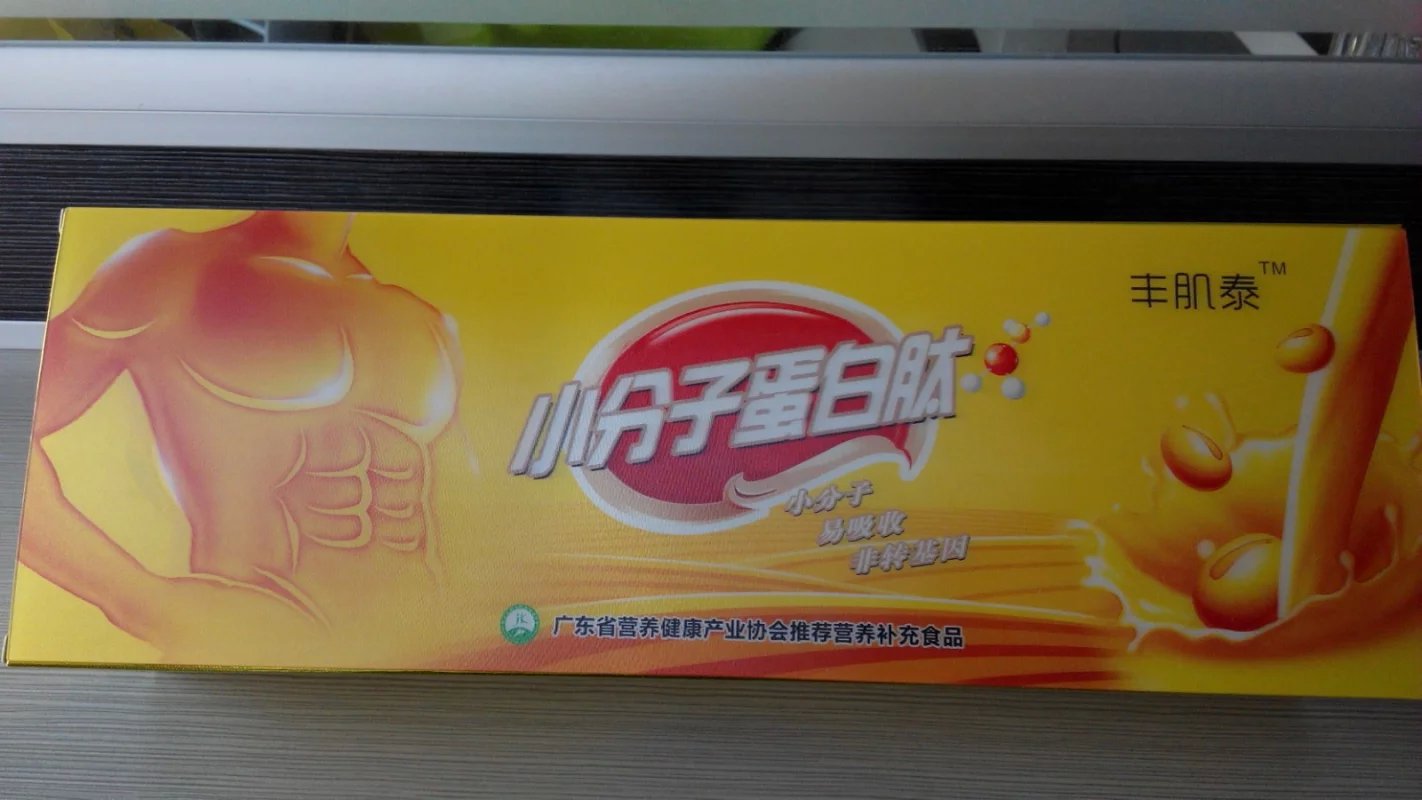 丰肌泰™
小分子蛋白肽
小分子
易吸收
非转基因
广东省营养健康产业协会推荐营养补充食品